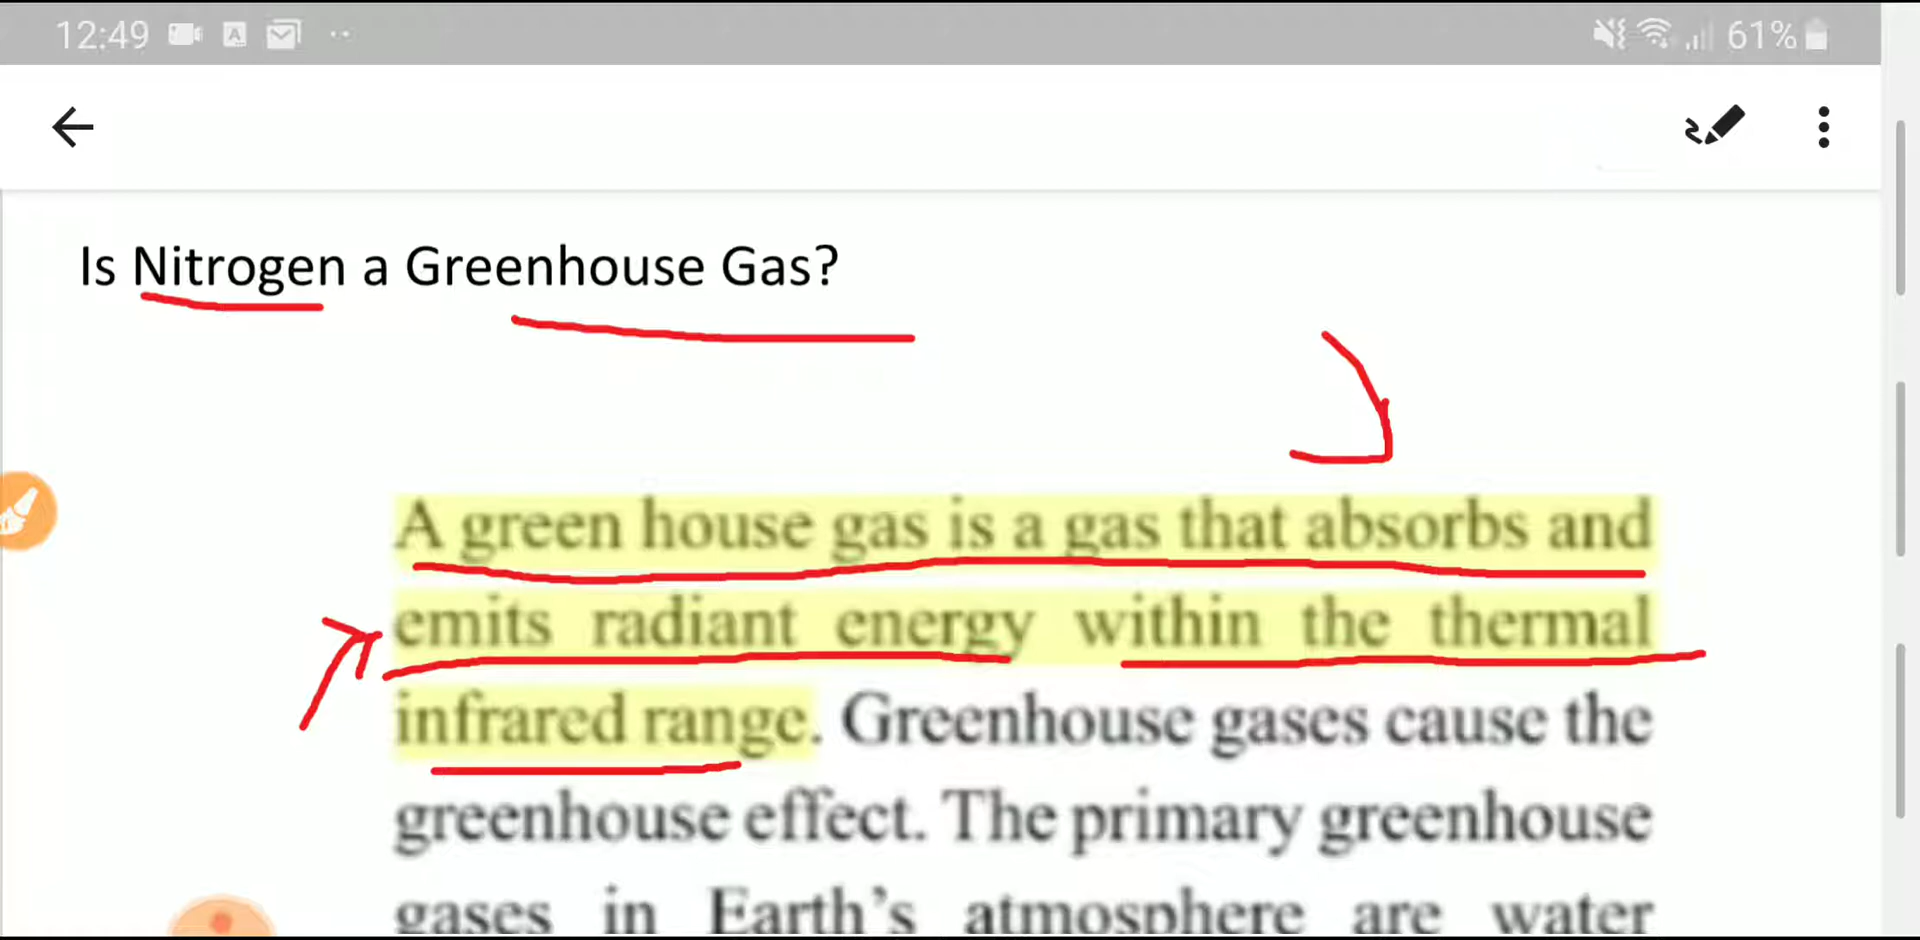 12:49
61%
Is Nitrogen a Greenhouse Gas?
A green house gas is a gas that absorbs and
emits radiant energy within the thermal
infrared range. Greenhouse gases cause the
greenhouse effect. The primary greenhouse
gases in Earth's atmosphere are water